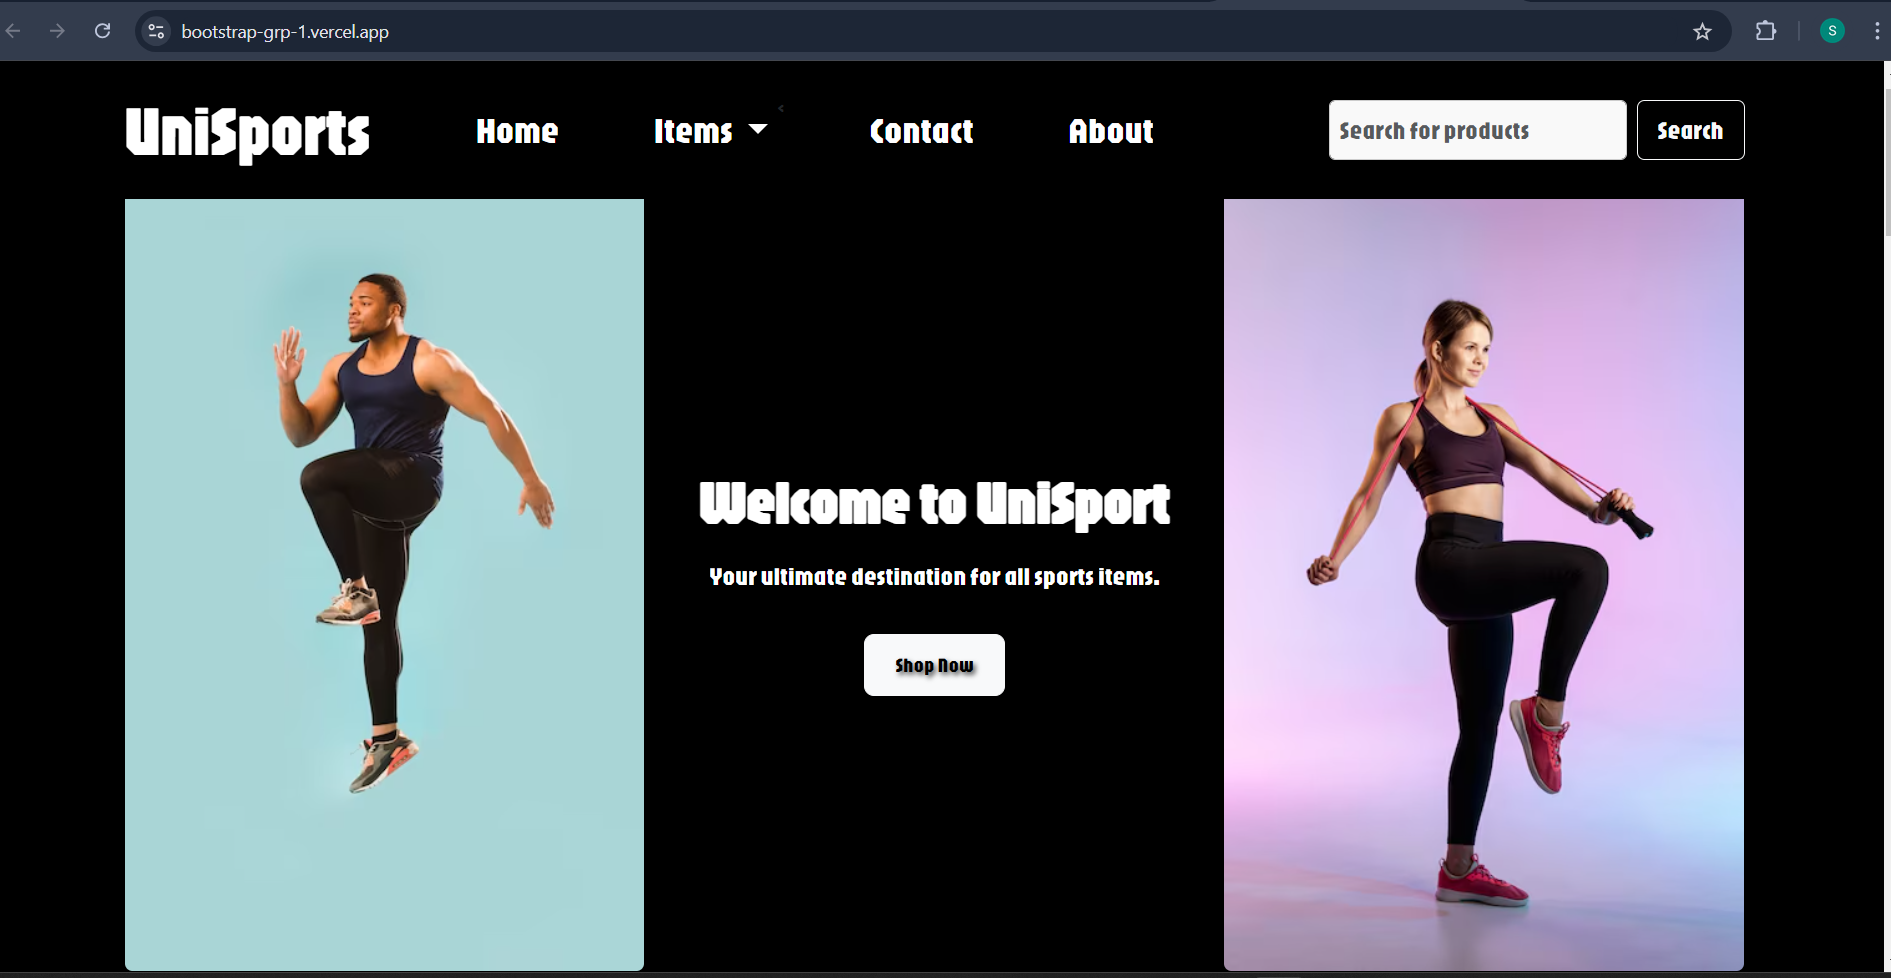 bootstrap-grp-1.vercel.app
S
UniSports
Home
Items
<
Contact
About
Search for products
Search
Welcome to UniSport
Your ultimate destination for all sports items.
Shop Now